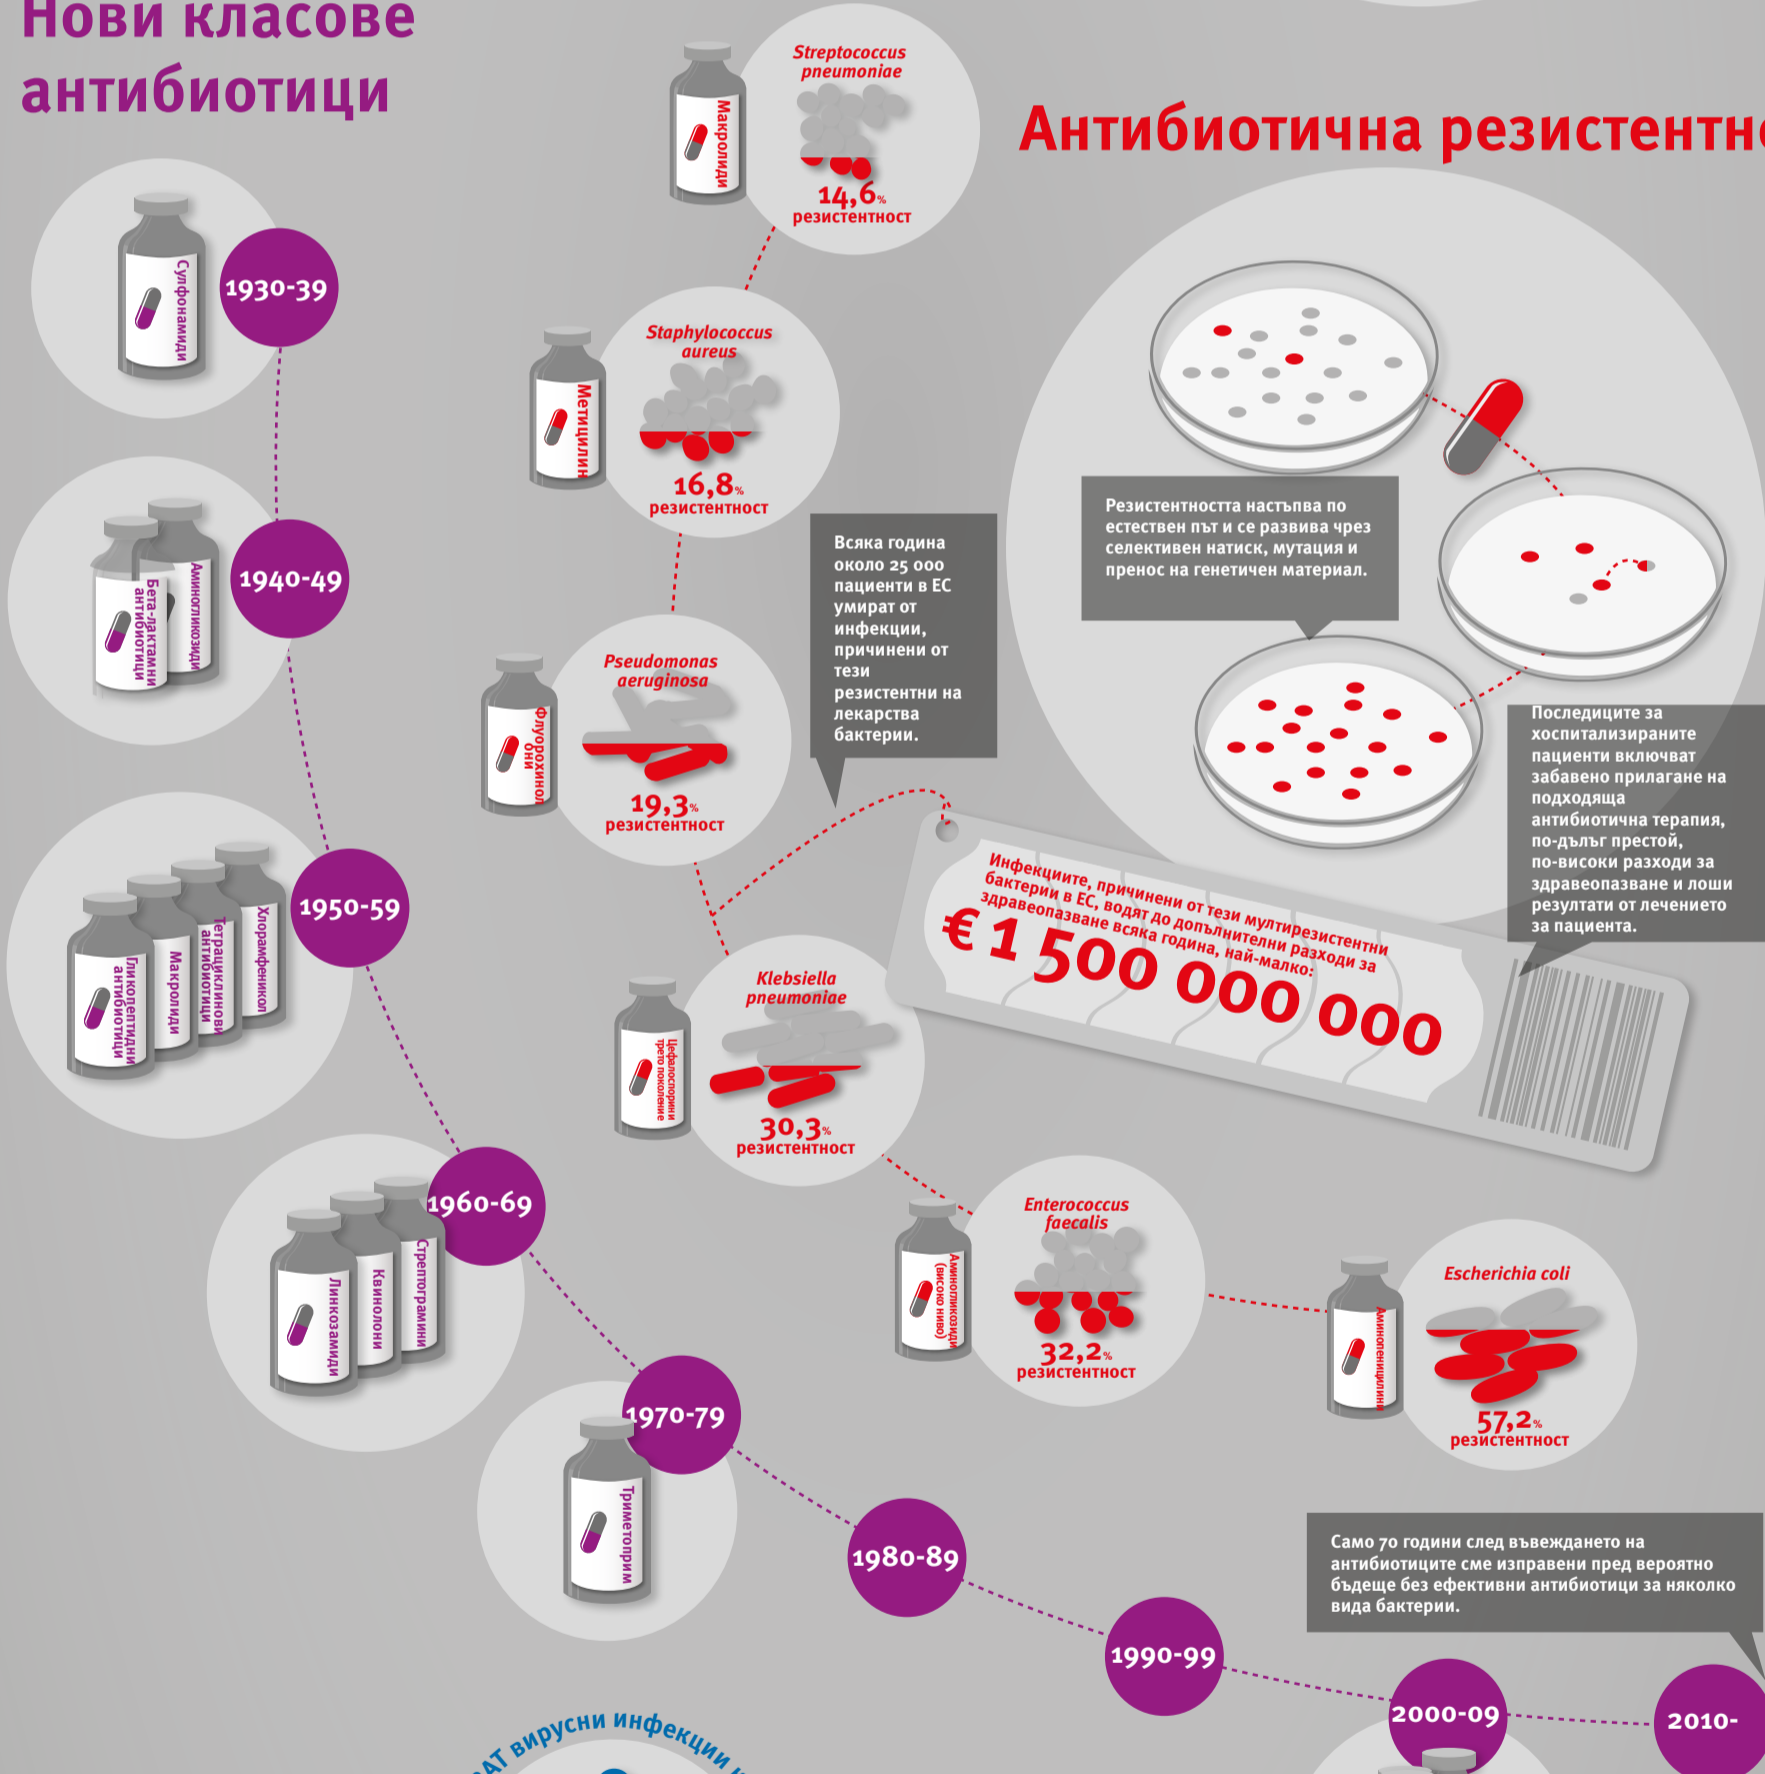 Нови класове
антибиотици
Сулфонамиди
1930-39
Бета-лактамни
антибиотици
Аминогликозиди
1940-49
Гликопептидни
антибиотици
Макролиди
Тетрациклинови
антибиотици
Хлорамфеникол
1950-59
Линкозамиди
Квинолони
Стрептограмини
1960-69
Триметоприм
1970-79
1980-89
1990-99
2000-09
2010-
Макролиди
Streptococcus
pneumoniae
14,6%
резистентност
Метицилин
Staphylococcus
aureus
16,8%
резистентност
Флуорохинол
они
Pseudomonas
aeruginosa
19,3%
резистентност
Цефалоспорини
трето поколение
Klebsiella
pneumoniae
30,3%
резистентност
Аминогликозиди
(високо ниво)
Enterococcus
faecalis
32,2%
резистентност
Аминопеницилини
Escherichia coli
57,2%
резистентност
Всяка година
около 25 000
пациенти в ЕС
умират от
инфекции,
причинени от
тези
резистентни на
лекарства
бактерии.
Антибиотична резистентн
Резистентността настъпва по
естествен път и се развива чрез
селективен натиск, мутация и
пренос на генетичен материал.
Последиците за
хоспитализираните
пациенти включват
забавено прилагане на
подходяща
антибиотична терапия,
по-дълъг престой,
по-високи разходи за
здравеопазване и лоши
резултати от лечението
за пациента.
Инфекциите, причинени от тези мултирезистентни
бактерии в ЕС, водят до допълнителни разходи за
здравеопазване всяка година, най-малко:
€ 1 500 000 000
Само 70 години след въвеждането на
антибиотиците сме изправени пред вероятно
бъдеще без ефективни антибиотици за няколко
вида бактерии.
вирусни инфекции